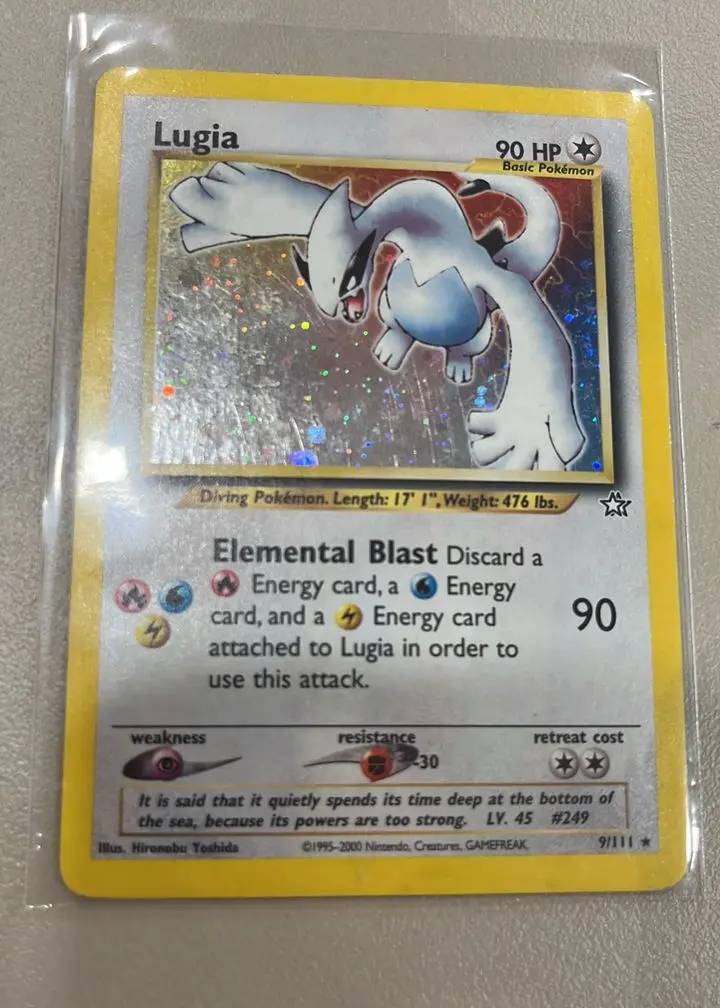 Lugia
90 HP
Basic Pokémon
Diving Pokémon. Length: 17' 1", Weight: 476 lbs.
Elemental Blast Discard a
Energy card, a Energy
card, and a Energy card
attached to Lugia in order to
use this attack.
90
weakness resistance retreat cost
-30
It is said that it quietly spends its time deep at the bottom of
the sea, because its powers are too strong. LV. 45 #249
Illus. Hironobu Yoshida ©1995-2000 Nintendo, Creatures, GAMEFREAK. 9/111 ★